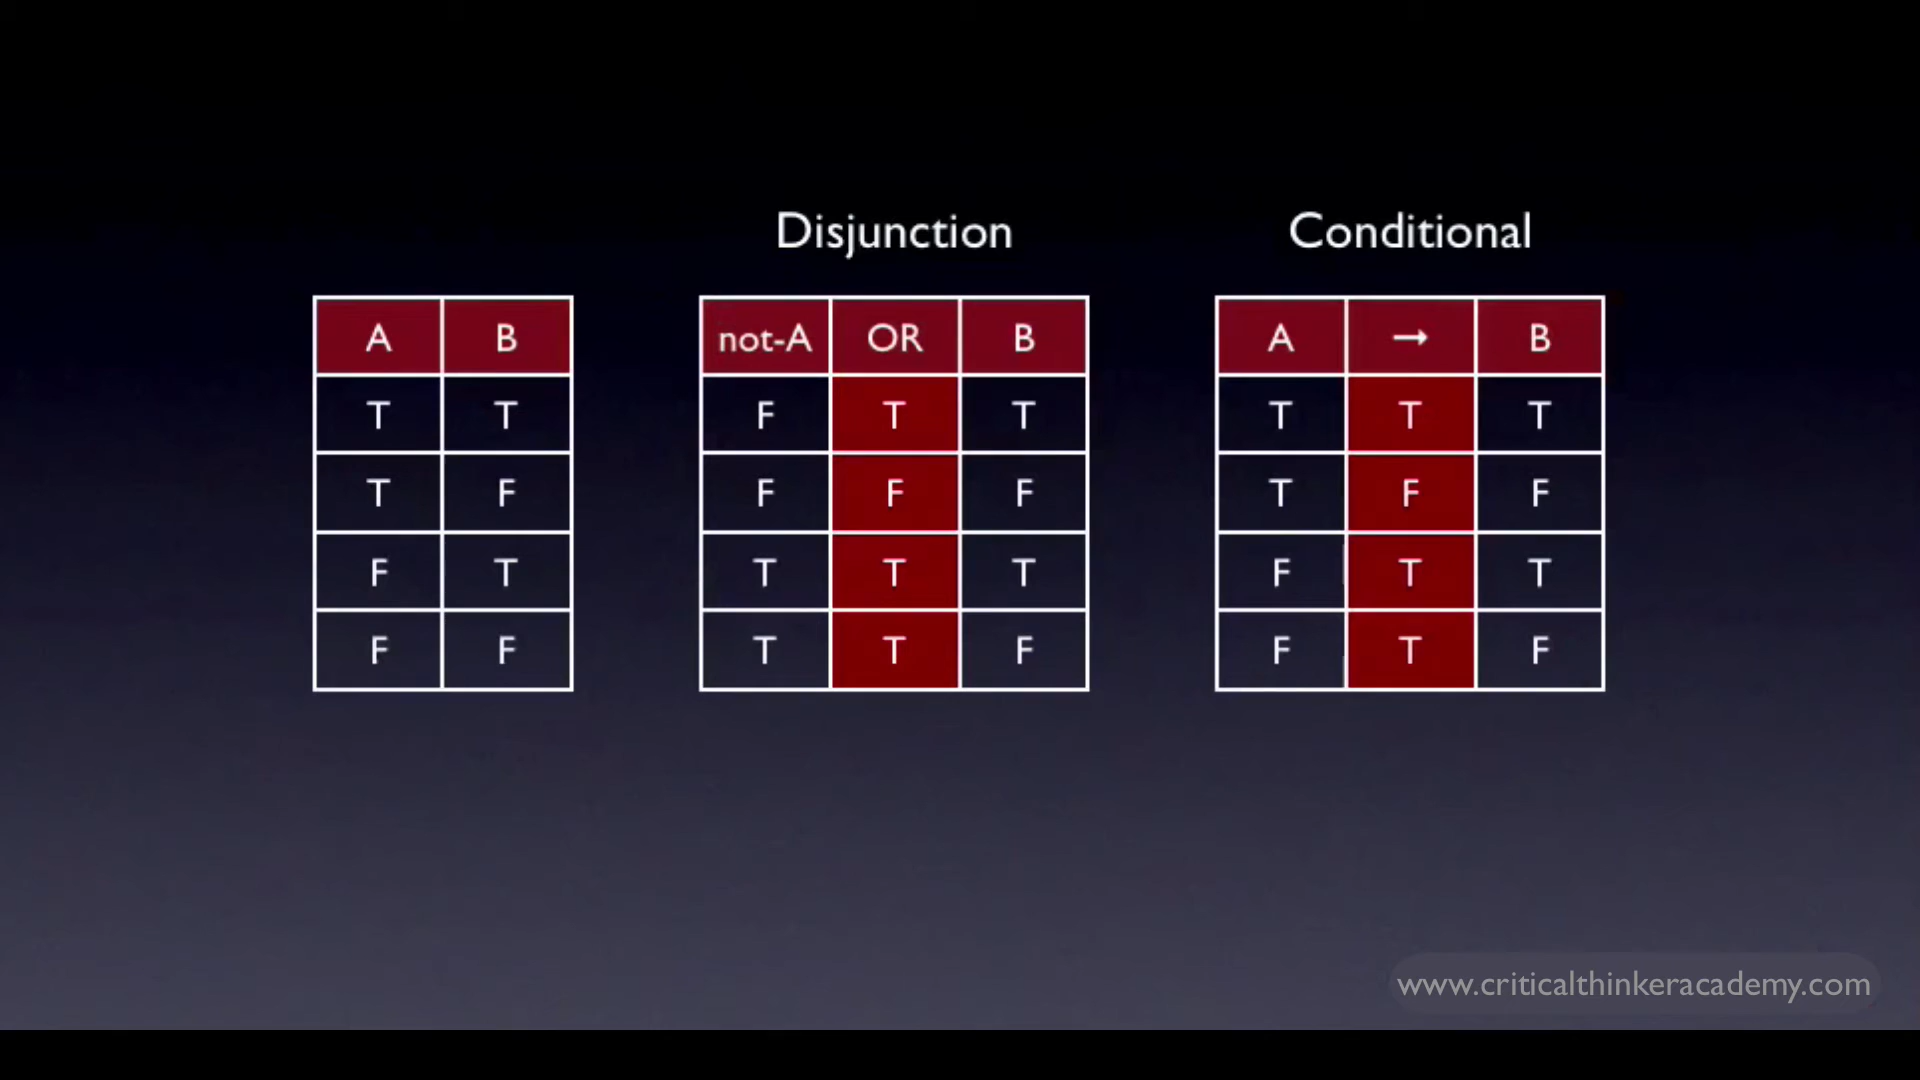 Disjunction Conditional
A B not-A OR B A → B
T T F T T T T T
T F F F F T F F
F T T T T F T T
F F T T F F T F
www.criticalthinkeracademy.com